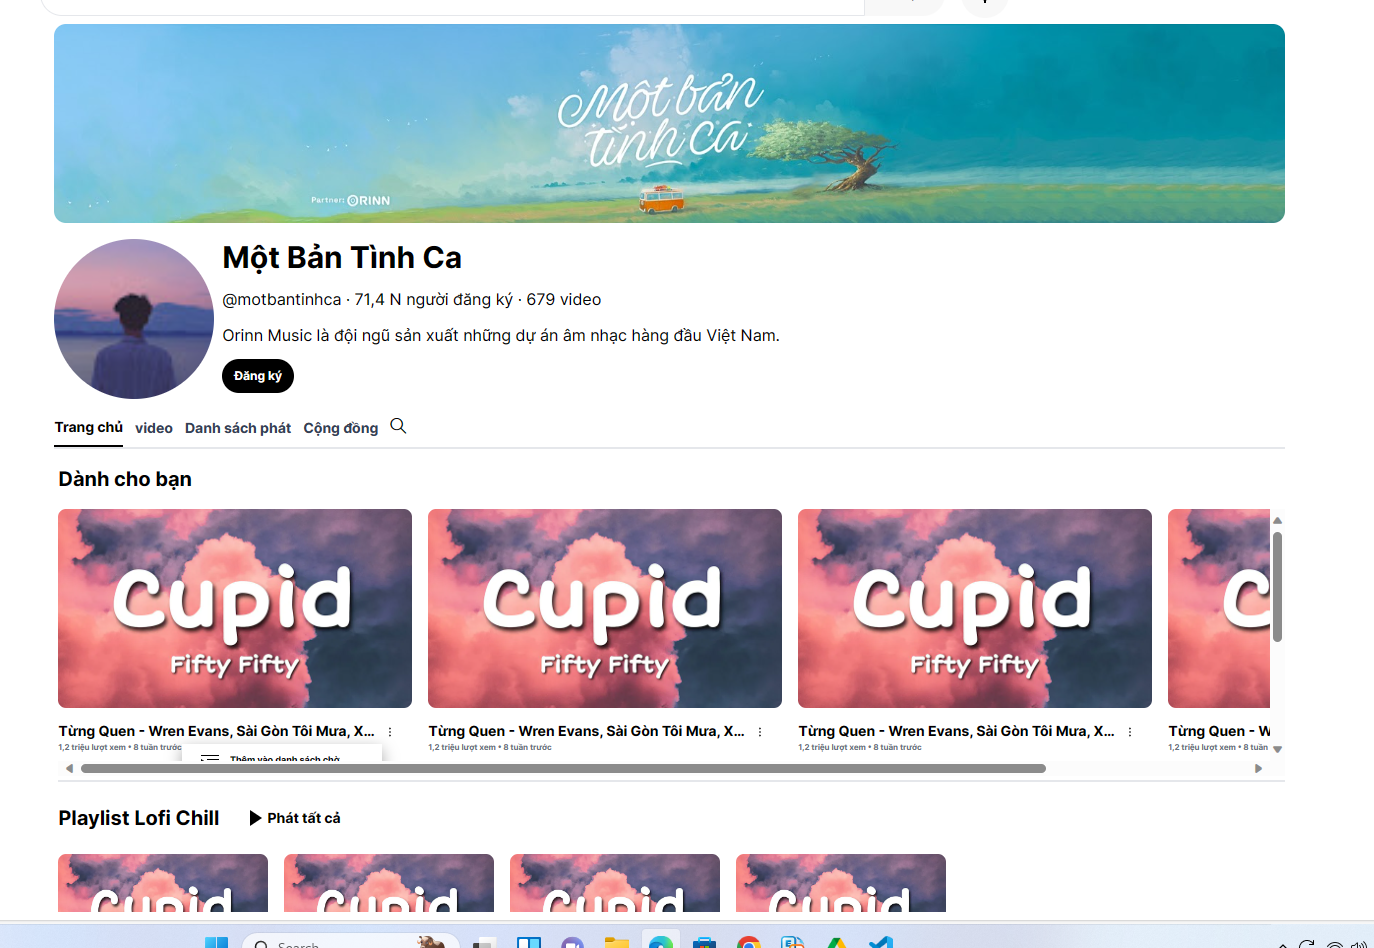 Một bản
tình ca
Partner: ORINN
Một Bản Tình Ca
@motbantinhca · 71,4 N người đăng ký · 679 video
Orinn Music là đội ngũ sản xuất những dự án âm nhạc hàng đầu Việt Nam.
Đăng ký
Trang chủ video Danh sách phát Cộng đồng
Dành cho bạn
Cupid
Fifty Fifty
Cupid
Fifty Fifty
Cupid
Fifty Fifty
Từng Quen - Wren Evans, Sài Gòn Tôi Mưa, X...
1,2 triệu lượt xem • 8 tuần trước
Thêm vào danh sách chờ
Từng Quen - Wren Evans, Sài Gòn Tôi Mưa, X...
1,2 triệu lượt xem • 8 tuần trước
Từng Quen - Wren Evans, Sài Gòn Tôi Mưa, X...
1,2 triệu lượt xem • 8 tuần trước
Từng Quen - W
1,2 triệu lượt xem • 8 tuần
Playlist Lofi Chill
Phát tất cả
Cupid
Cupid
Cupid
Cupid
Search